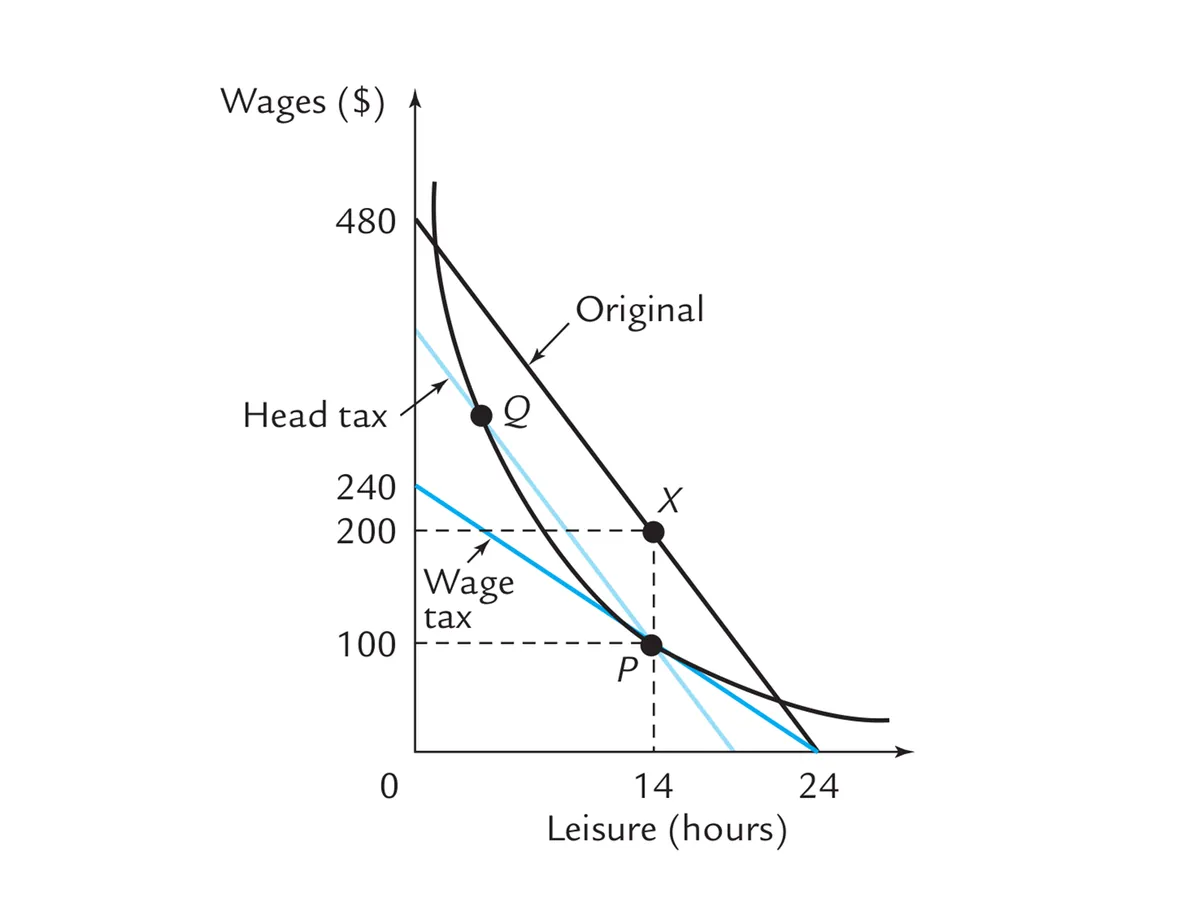 Wages ($)
480
Original
Head tax
Q
240
X
200
Wage
tax
100
P
0
14
24
Leisure (hours)